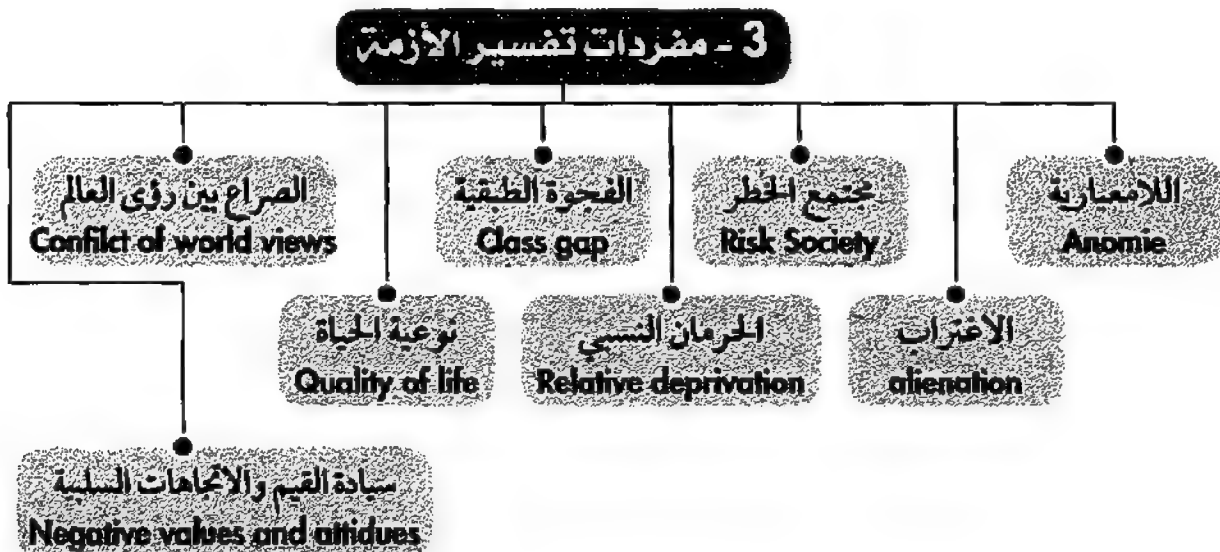 3 - مفردات تفسير الأزمة
اللامعيارية
Anomie
مجتمع الخطر
Risk Society
الفجوة الطبقية
Class gap
الصراع بين رؤى العالم
Conflict of world views
الاغتراب
alienation
الحرمان النسبي
Relative deprivation
نوعية الحياة
Quality of life
سيادة القيم والاتجاهات السلبية
Negative values and attidues